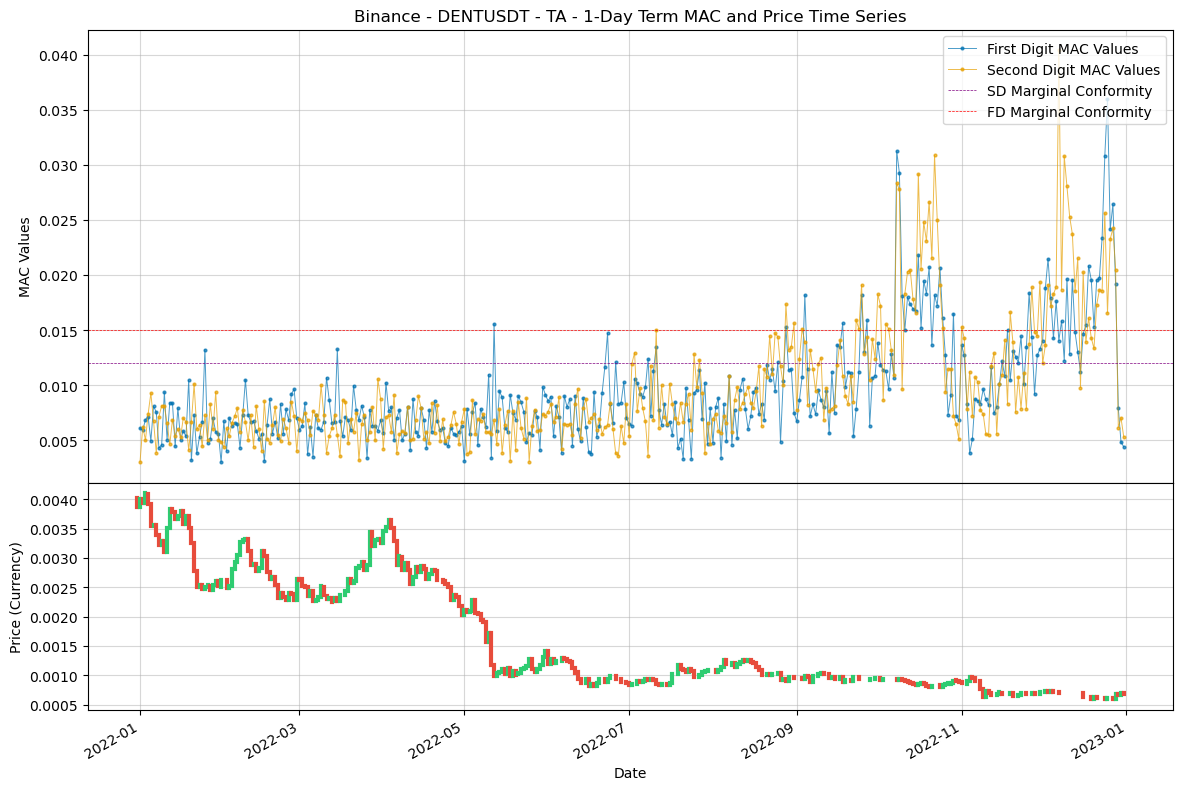 Binance - DENTUSDT - TA - 1-Day Term MAC and Price Time Series
First Digit MAC Values
Second Digit MAC Values
SD Marginal Conformity
FD Marginal Conformity
MAC Values
0.040
0.035
0.030
0.025
0.020
0.015
0.010
0.005
Price (Currency)
0.0040
0.0035
0.0030
0.0025
0.0020
0.0015
0.0010
0.0005
2022-01
2022-03
2022-05
2022-07
2022-09
2022-11
2023-01
Date